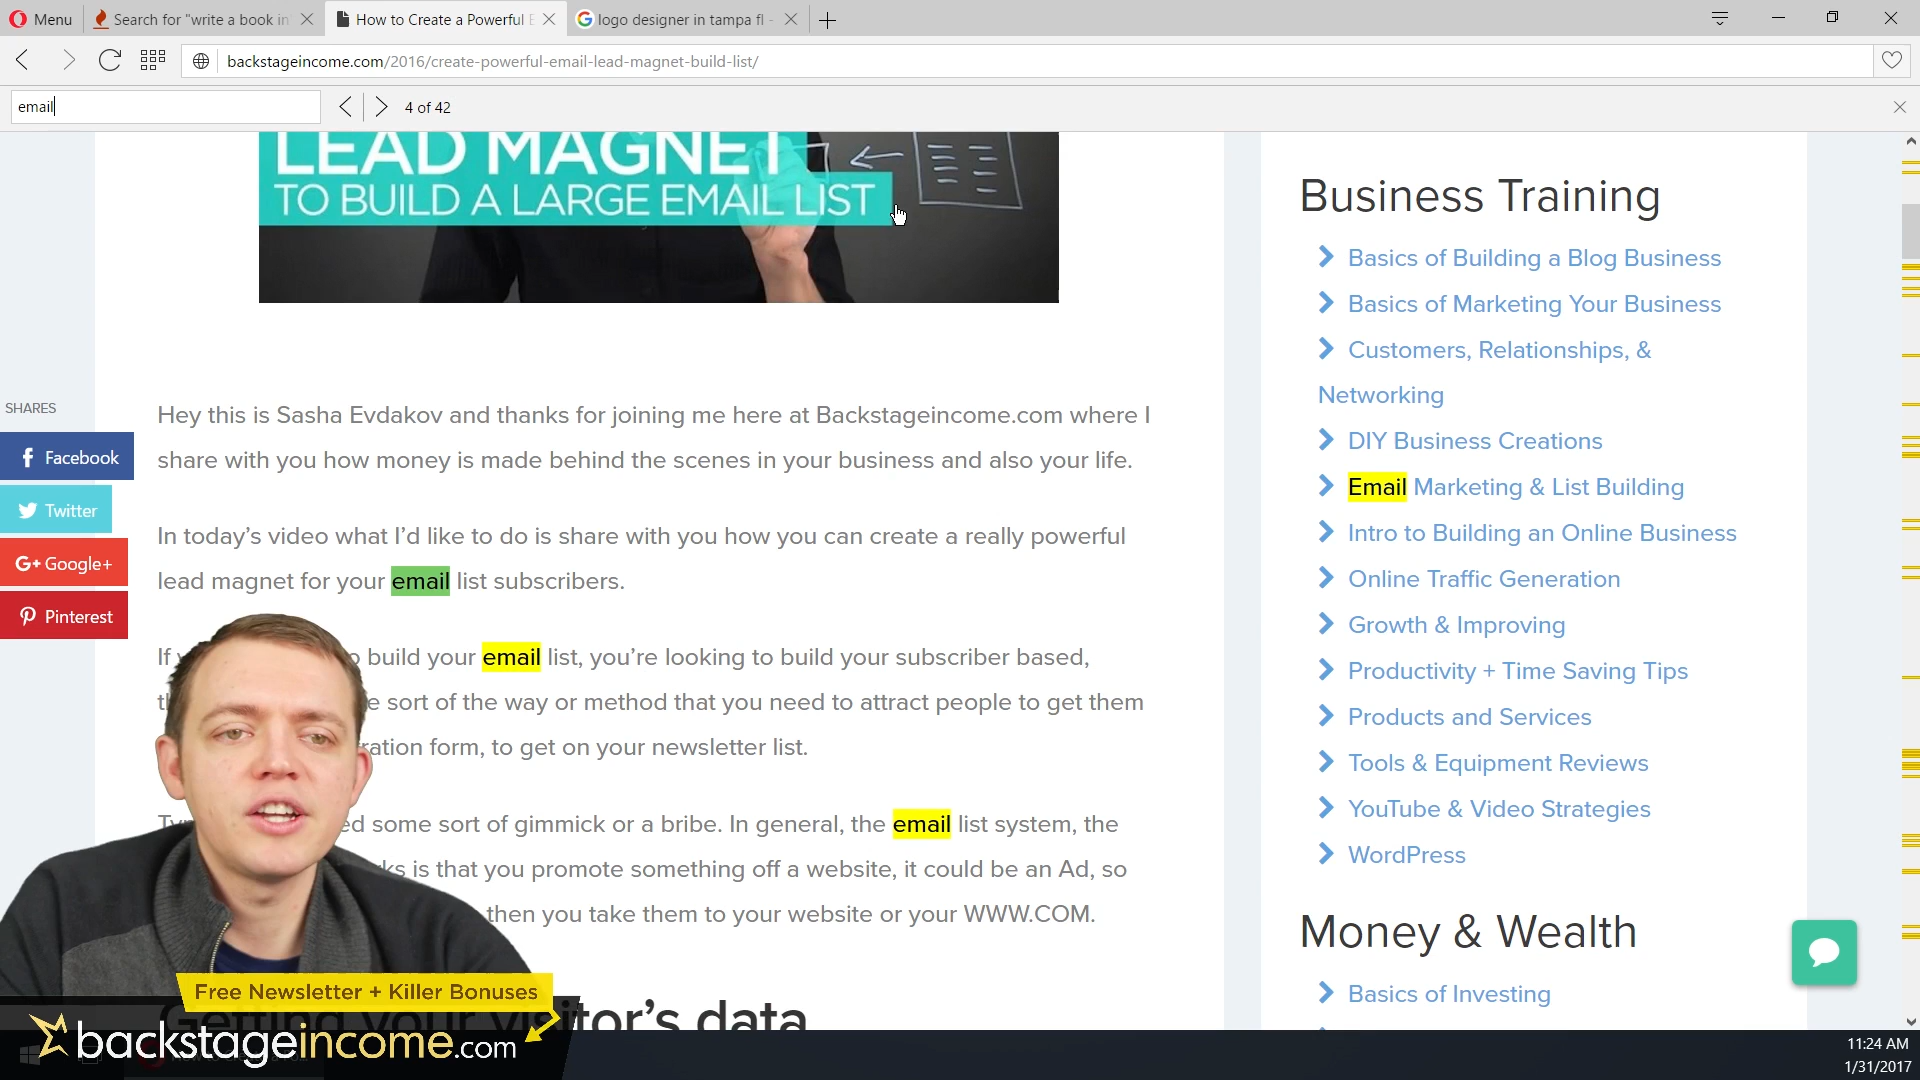 Menu
Search for "write a book in
How to Create a Powerful E
logo designer in tampa fl -
backstageincome.com/2016/create-powerful-email-lead-magnet-build-list/
email
4 of 42
LEAD MAGNET
TO BUILD A LARGE EMAIL LIST
SHARES
Facebook
Twitter
G+ Google+
Pinterest
Hey this is Sasha Evdakov and thanks for joining me here at Backstageincome.com where I
share with you how money is made behind the scenes in your business and also your life.
In today's video what I'd like to do is share with you how you can create a really powerful
lead magnet for your email list subscribers.
If build your email list, you're looking to build your subscriber based,
sort of the way or method that you need to attract people to get them
ration form, to get on your newsletter list.
some sort of gimmick or a bribe. In general, the email list system, the
is that you promote something off a website, it could be an Ad, so
then you take them to your website or your WWW.COM.
Getting your visitor's data
Business Training
Basics of Building a Blog Business
Basics of Marketing Your Business
Customers, Relationships, &
Networking
DIY Business Creations
Email Marketing & List Building
Intro to Building an Online Business
Online Traffic Generation
Growth & Improving
Productivity + Time Saving Tips
Products and Services
Tools & Equipment Reviews
YouTube & Video Strategies
WordPress
Money & Wealth
Basics of Investing
Free Newsletter + Killer Bonuses
backstageincome.com
11:24 AM
1/31/2017